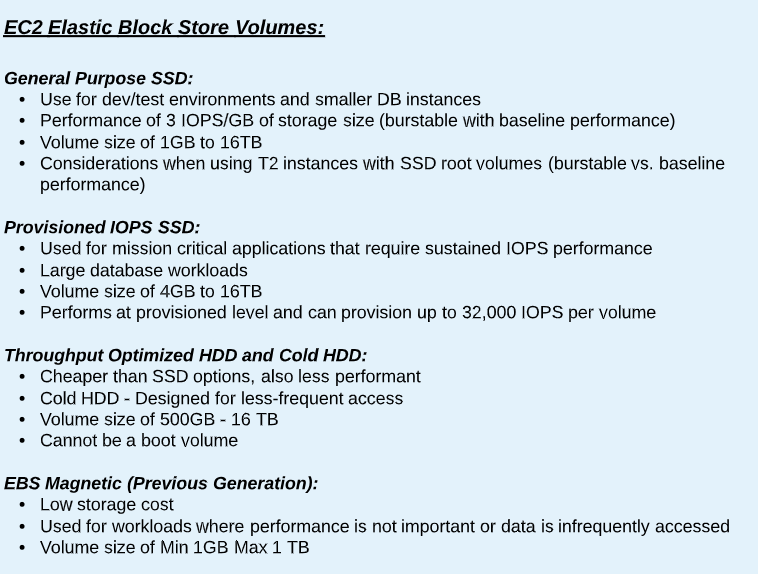 EC2 Elastic Block Store Volumes:
General Purpose SSD:
• Use for dev/test environments and smaller DB instances
• Performance of 3 IOPS/GB of storage size (burstable with baseline performance)
• Volume size of 1GB to 16TB
• Considerations when using T2 instances with SSD root volumes (burstable vs. baseline
performance)
Provisioned IOPS SSD:
• Used for mission critical applications that require sustained IOPS performance
• Large database workloads
• Volume size of 4GB to 16TB
• Performs at provisioned level and can provision up to 32,000 IOPS per volume
Throughput Optimized HDD and Cold HDD:
• Cheaper than SSD options, also less performant
• Cold HDD - Designed for less-frequent access
• Volume size of 500GB - 16 TB
• Cannot be a boot volume
EBS Magnetic (Previous Generation):
• Low storage cost
• Used for workloads where performance is not important or data is infrequently accessed
• Volume size of Min 1GB Max 1 TB